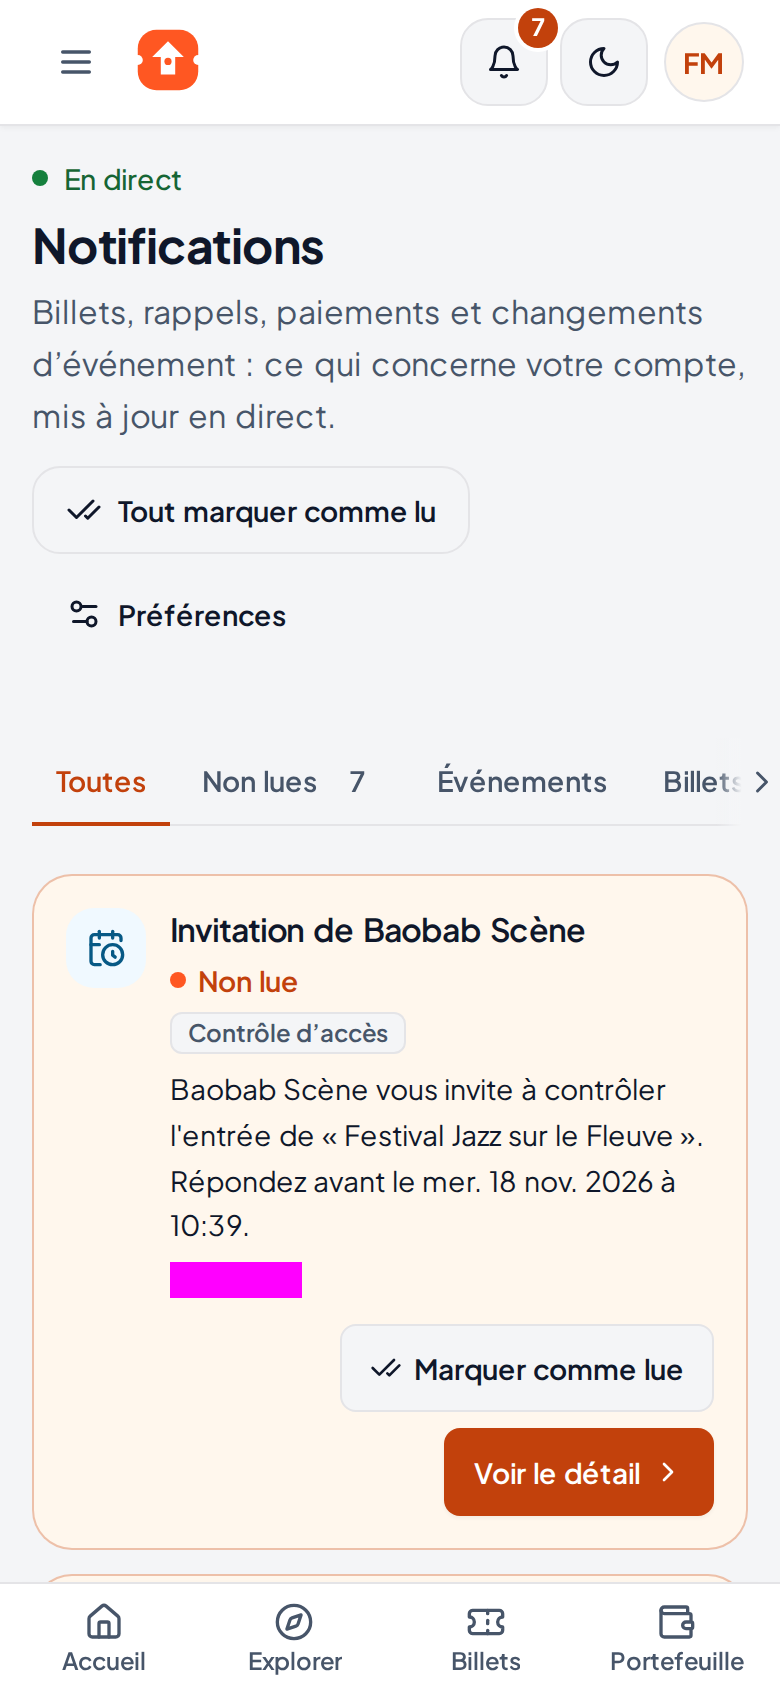 7
FM
En direct
Notifications
Billets, rappels, paiements et changements
d’événement : ce qui concerne votre compte,
mis à jour en direct.
Tout marquer comme lu
Préférences
Toutes
Non lues 7
Événements
Billets
Invitation de Baobab Scène
Non lue
Contrôle d’accès
Baobab Scène vous invite à contrôler
l'entrée de « Festival Jazz sur le Fleuve ».
Répondez avant le mer. 18 nov. 2026 à
10:39.
Marquer comme lue
Voir le détail
Accueil
Explorer
Billets
Portefeuille